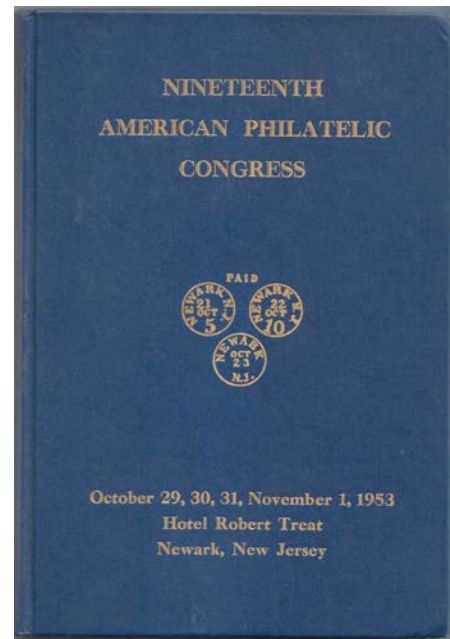 NINETEENTH
AMERICAN PHILATELIC
CONGRESS
PAID
NEWARK N.J.
21
OCT
5
NEWARK N.J.
22
OCT
10
NEWARK
OCT
23
N.J.
October 29, 30, 31, November 1, 1953
Hotel Robert Treat
Newark, New Jersey